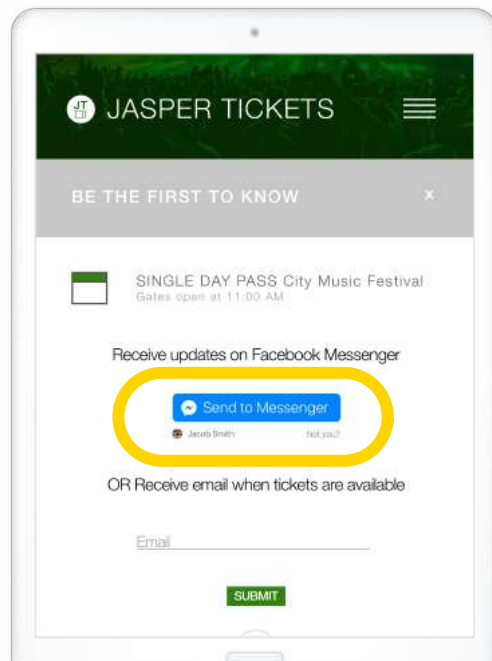 JT
JASPER TICKETS
BE THE FIRST TO KNOW x
SINGLE DAY PASS City Music Festival
Gates open at 11:00 AM
Receive updates on Facebook Messenger
Send to Messenger
Jacob Smith Not you?
OR Receive email when tickets are available
Email
SUBMIT